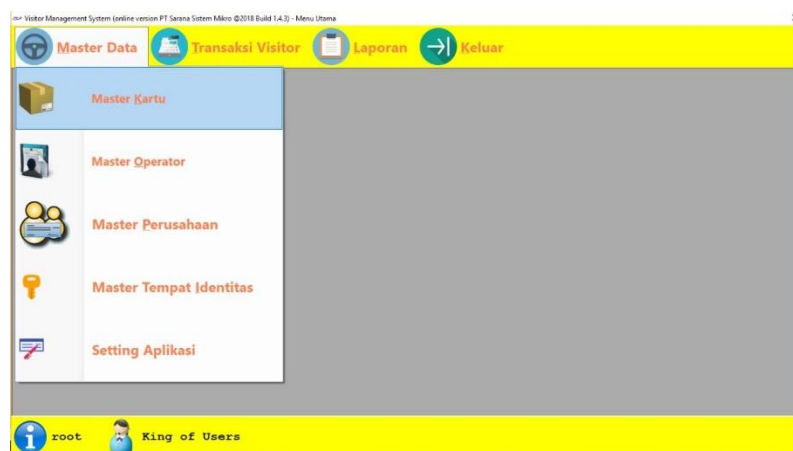 Visitor Management System (online version PT Sarana Sistem Mikro @2018 Build 1.4.3) - Menu Utama
Master Data Transaksi Visitor Laporan Keluar
Master Kartu
Master Operator
Master Perusahaan
Master Tempat Identitas
Setting Aplikasi
root King of Users